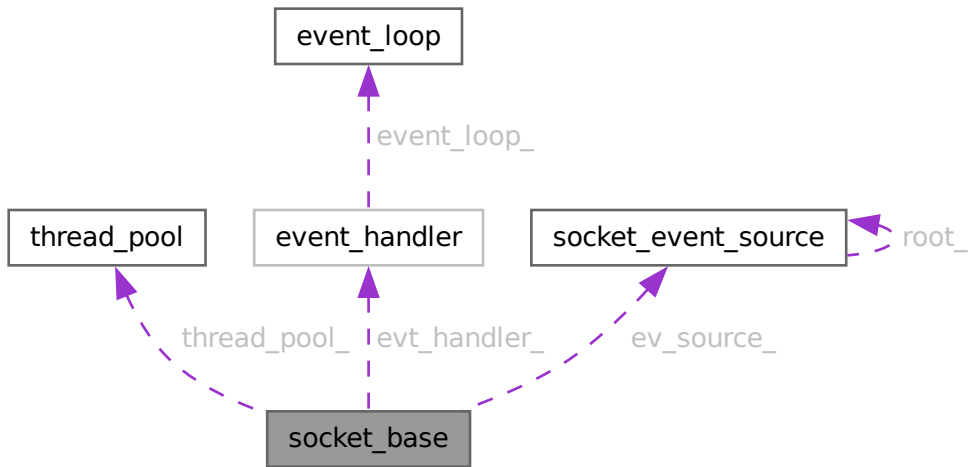 event_loop
event_loop_
thread_pool
event_handler
socket_event_source
root_
thread_pool_
evt_handler_
ev_source_
socket_base